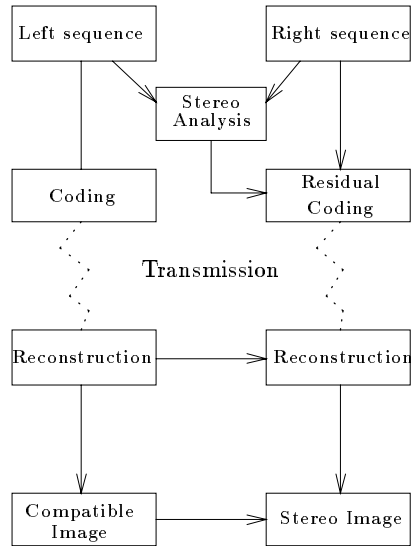 Left sequence
Right sequence
Stereo
Analysis
Coding
Residual
Coding
Transmission
Reconstruction
Reconstruction
Compatible
Image
Stereo Image